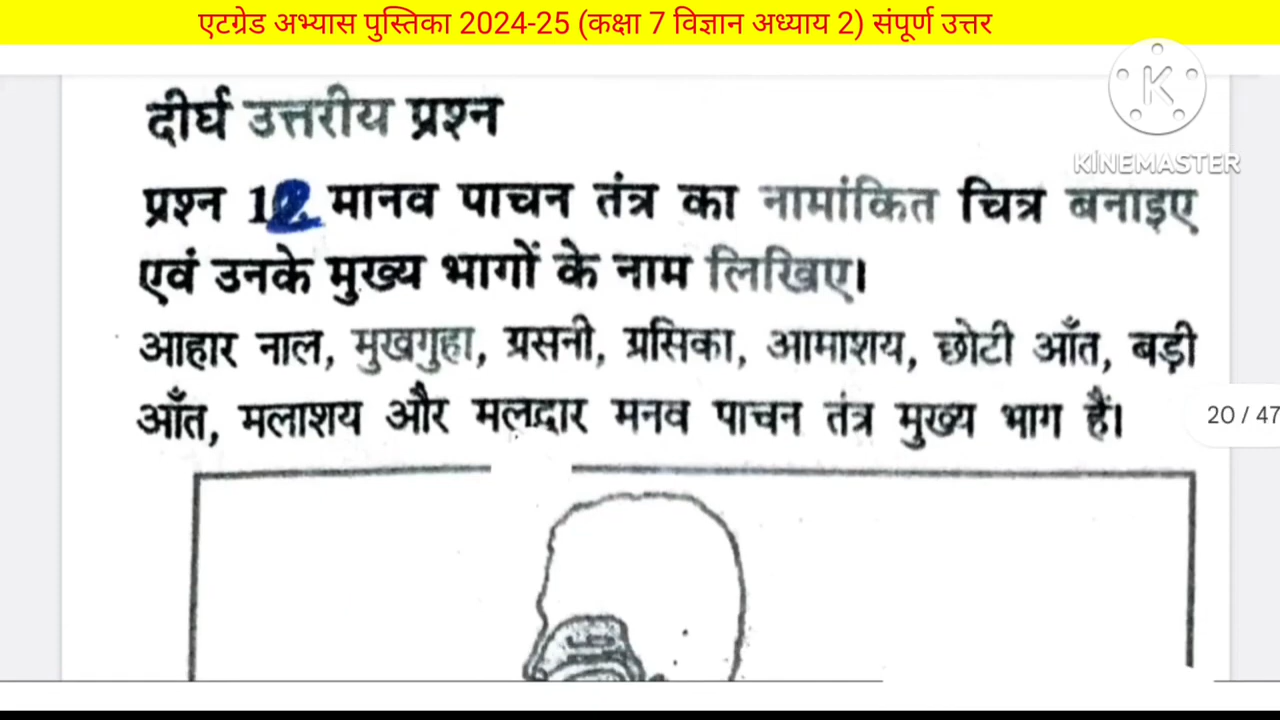 एटग्रेड अभ्यास पुस्तिका 2024-25 (कक्षा 7 विज्ञान अध्याय 2) संपूर्ण उत्तर
K
KINEMASTER
दीर्घ उत्तरीय प्रश्न
प्रश्न 12 मानव पाचन तंत्र का नामांकित चित्र बनाइए
एवं उनके मुख्य भागों के नाम लिखिए।
आहार नाल, मुखगुहा, ग्रसनी, ग्रसिका, आमाशय, छोटी आँत, बड़ी
आँत, मलाशय और मलद्वार मनव पाचन तंत्र मुख्य भाग हैं।
20 / 47